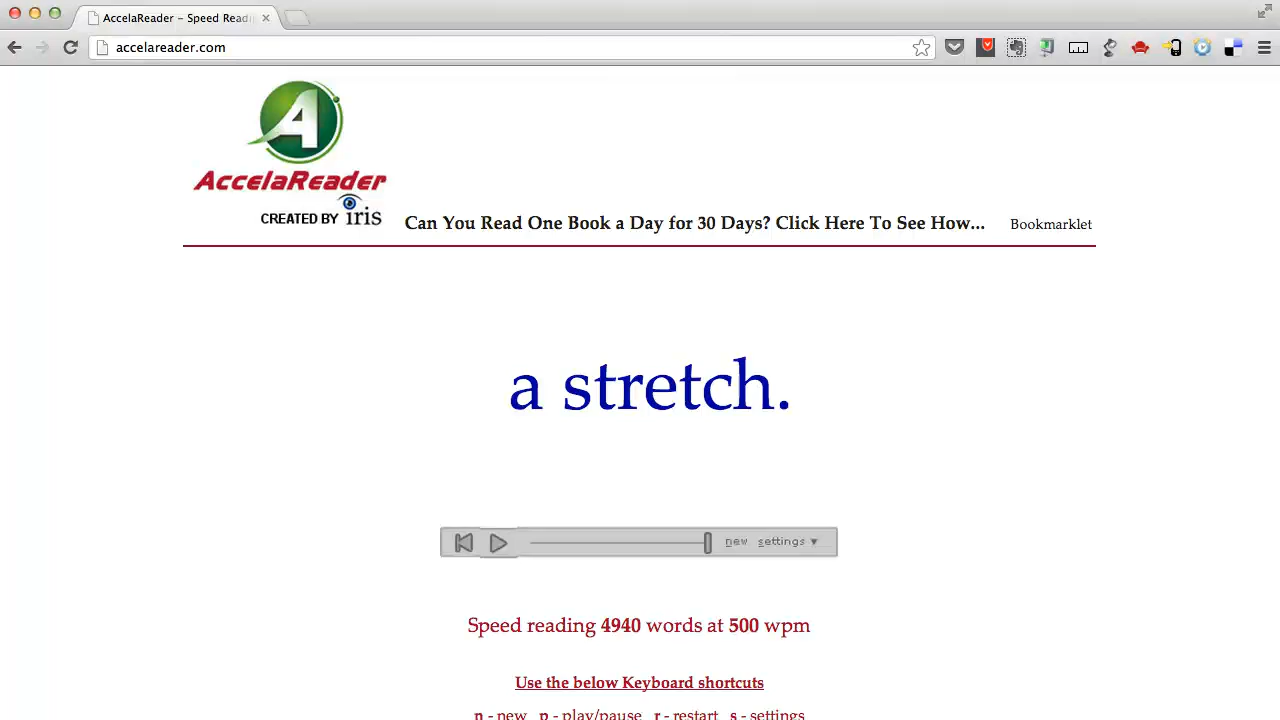 AccelaReader – Speed Readi
accelareader.com
A
AccelaReader
CREATED BY iris
Can You Read One Book a Day for 30 Days? Click Here To See How...
Bookmarklet
a stretch.
new settings ▼
Speed reading 4940 words at 500 wpm
Use the below Keyboard shortcuts
n - new p - play/pause r - restart s - settings